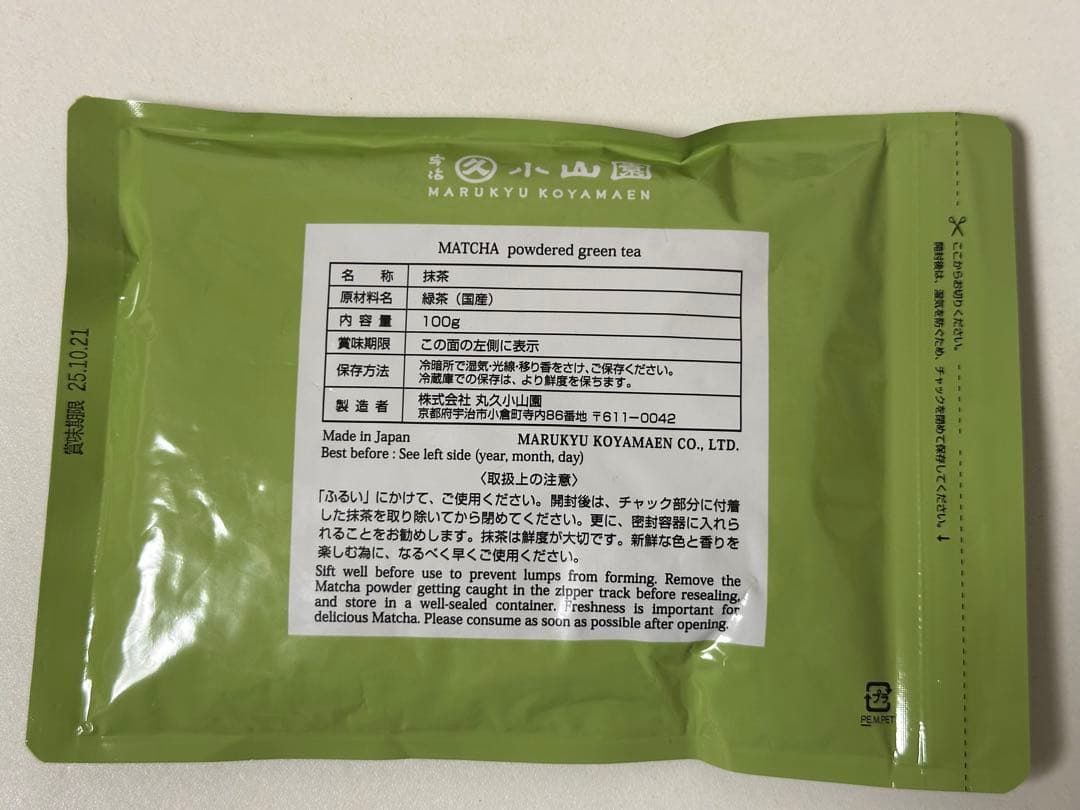 宇治 久 小山園
MARUKYU KOYAMAEN
MATCHA powdered green tea
名 称 抹茶
原材料名 緑茶（国産）
内容量 100g
賞味期限 この面の左側に表示
保存方法 冷暗所で湿気・光線・移り香をさけ、ご保存ください。
冷蔵庫での保存は、より鮮度を保ちます。
製造者 株式会社 丸久小山園
京都府宇治市小倉町寺内86番地 〒611-0042
Made in Japan MARUKYU KOYAMAEN CO., LTD.
Best before : See left side (year, month, day)
〈取扱上の注意〉
「ふるい」にかけて、ご使用ください。開封後は、チャック部分に付着
した抹茶を取り除いてから閉めてください。更に、密封容器に入れら
れることをお勧めします。抹茶は鮮度が大切です。新鮮な色と香りを
楽しむ為に、なるべく早くご使用ください。
Sift well before use to prevent lumps from forming. Remove the
Matcha powder getting caught in the zipper track before resealing,
and store in a well-sealed container. Freshness is important for
delicious Matcha. Please consume as soon as possible after opening.
賞味期限 25.10.21
ここからお切りください。
開封後は、湿気を防ぐため、チャックを閉めて保存してください。↓
プラ
PE.M.PET